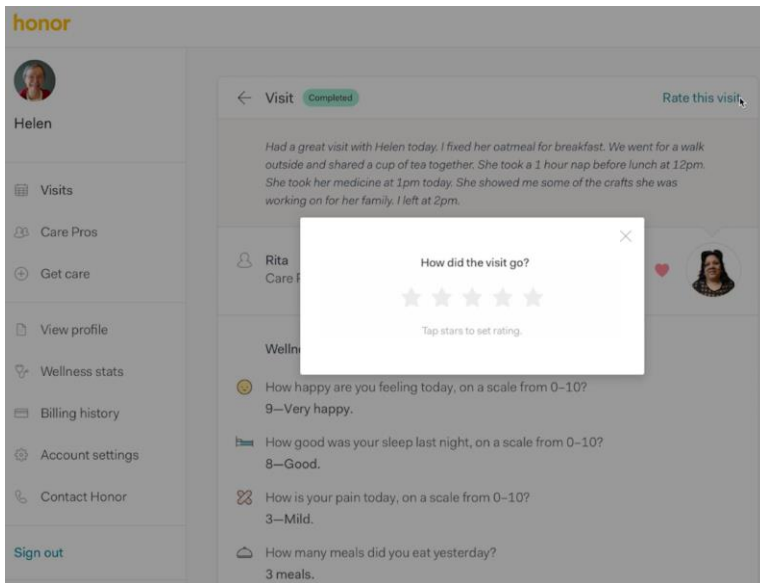 honor
Helen
Visits
Care Pros
Get care
View profile
Wellness stats
Billing history
Account settings
Contact Honor
Sign out
Visit
Completed
Rate this visit
Had a great visit with Helen today. I fixed her oatmeal for breakfast. We went for a walk
outside and shared a cup of tea together. She took a 1 hour nap before lunch at 12pm.
She took her medicine at 1pm today. She showed me some of the crafts she was
working on for her family. I left at 2pm.
Rita
Care P
How did the visit go?
Tap stars to set rating.
Welln
How happy are you feeling today, on a scale from 0–10?
9—Very happy.
How good was your sleep last night, on a scale from 0–10?
8—Good.
How is your pain today, on a scale from 0–10?
3—Mild.
How many meals did you eat yesterday?
3 meals.